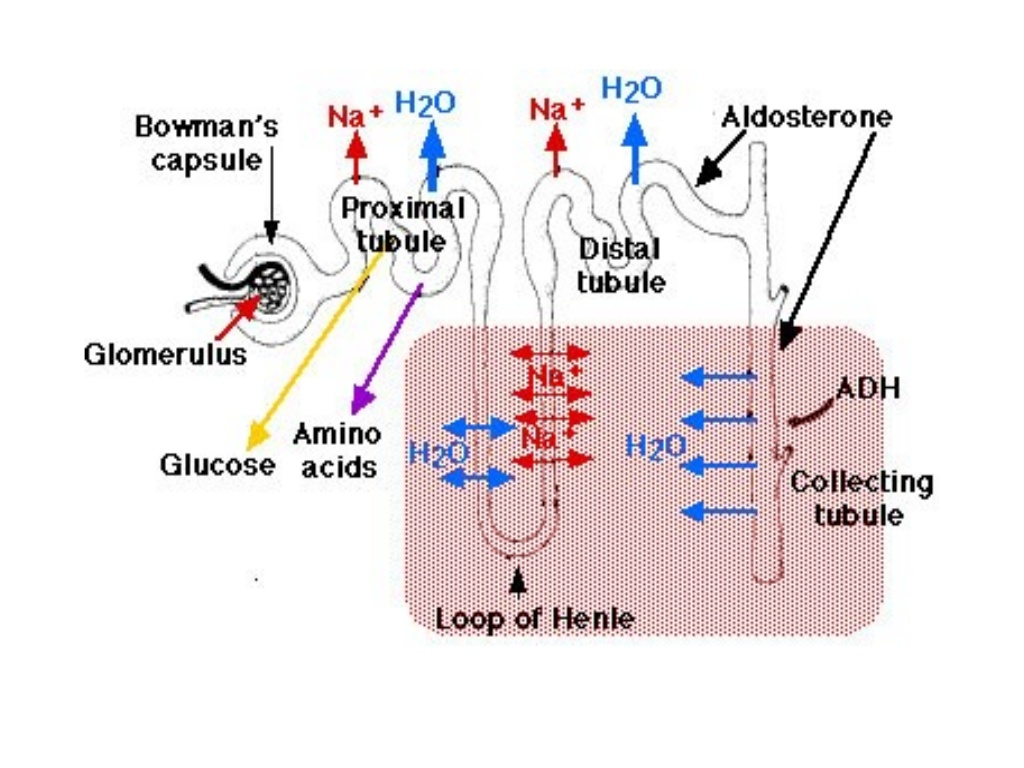 Bowman's
capsule
Na+
H2O
Na+
H2O
Aldosterone
Proximal
tubule
Distal
tubule
Glomerulus
Glucose
Amino
acids
Na+
Na+
H2O
H2O
ADH
Collecting
tubule
Loop of Henle